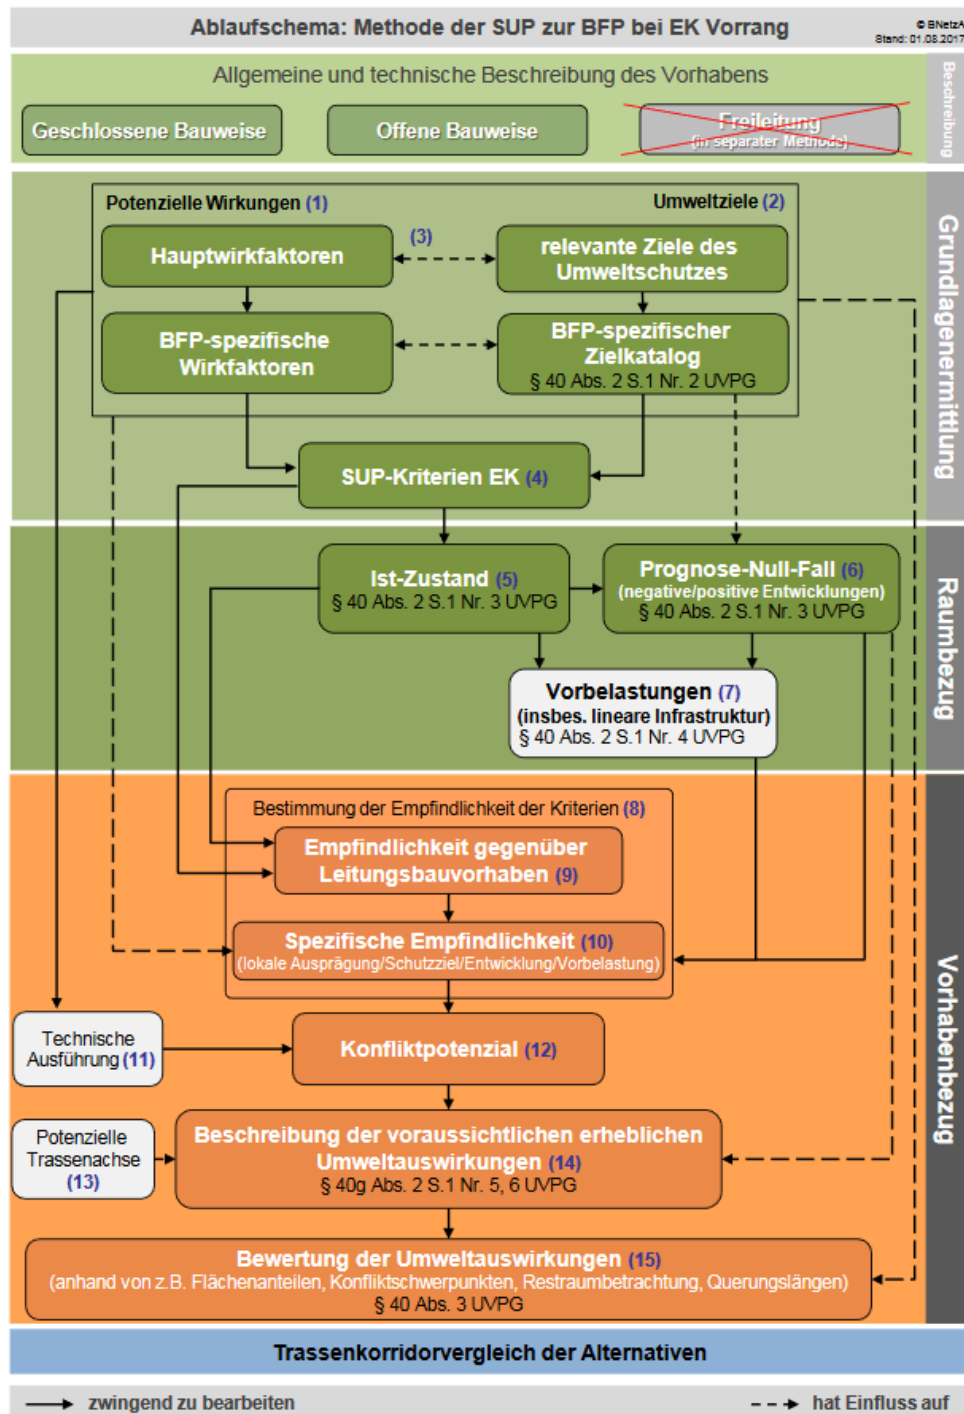 Ablaufschema: Methode der SUP zur BFP bei EK Vorrang
© BNetzA
Stand: 01.08.2017
Allgemeine und technische Beschreibung des Vorhabens
Beschreibung
Geschlossene Bauweise
Offene Bauweise
Freileitung
(in separater Methode)
Grundlagenermittlung
Potenzielle Wirkungen (1)
Umweltziele (2)
Hauptwirkfaktoren
(3)
relevante Ziele des
Umweltschutzes
BFP-spezifische
Wirkfaktoren
BFP-spezifischer
Zielkatalog
§ 40 Abs. 2 S.1 Nr. 2 UVPG
SUP-Kriterien EK (4)
Raumbezug
Ist-Zustand (5)
§ 40 Abs. 2 S.1 Nr. 3 UVPG
Prognose-Null-Fall (6)
(negative/positive Entwicklungen)
§ 40 Abs. 2 S.1 Nr. 3 UVPG
Vorbelastungen (7)
(insbes. lineare Infrastruktur)
§ 40 Abs. 2 S.1 Nr. 4 UVPG
Vorhabenbezug
Bestimmung der Empfindlichkeit der Kriterien (8)
Empfindlichkeit gegenüber
Leitungsbauvorhaben (9)
Spezifische Empfindlichkeit (10)
(lokale Ausprägung/Schutzziel/Entwicklung/Vorbelastung)
Technische
Ausführung (11)
Konfliktpotenzial (12)
Potenzielle
Trassenachse
(13)
Beschreibung der voraussichtlichen erheblichen
Umweltauswirkungen (14)
§ 40g Abs. 2 S.1 Nr. 5, 6 UVPG
Bewertung der Umweltauswirkungen (15)
(anhand von z.B. Flächenanteilen, Konfliktschwerpunkten, Restraumbetrachtung, Querungslängen)
§ 40 Abs. 3 UVPG
Trassenkorridorvergleich der Alternativen
zwingend zu bearbeiten
hat Einfluss auf